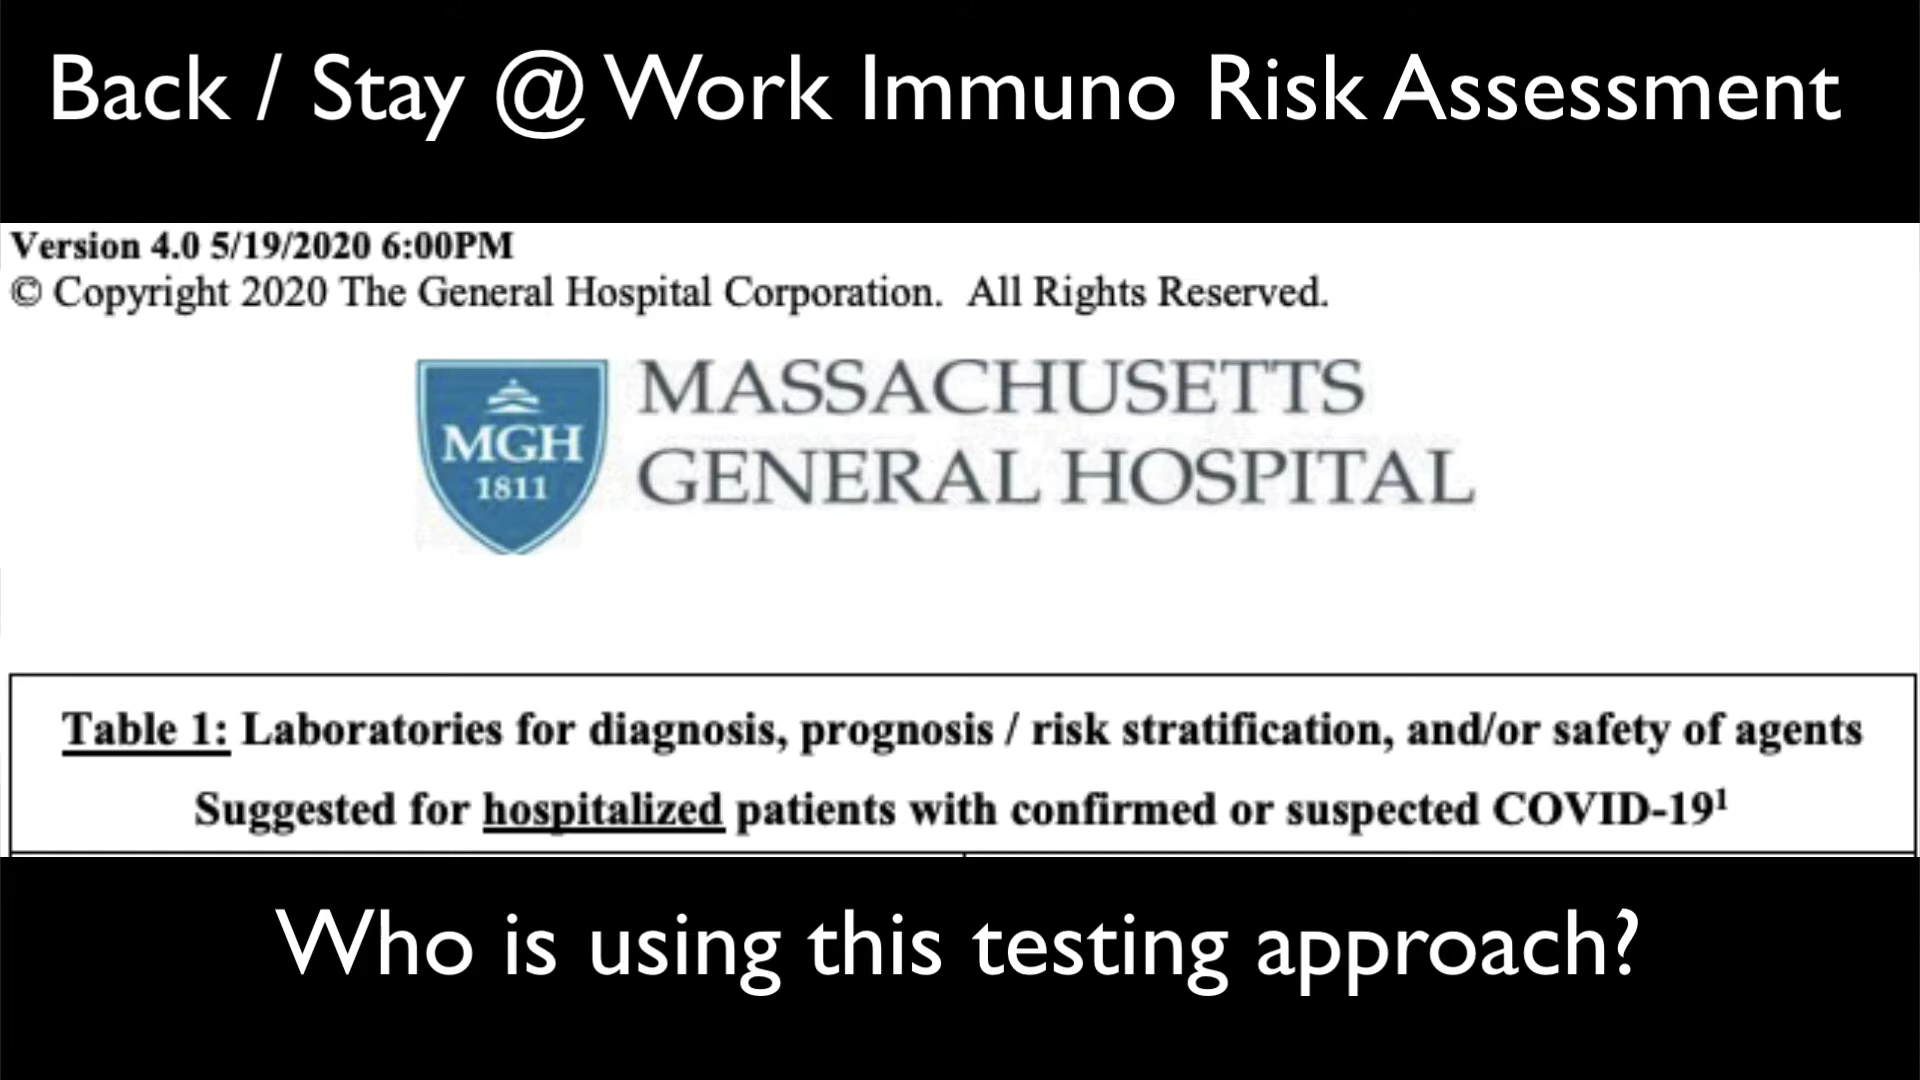 Back / Stay @ Work Immuno Risk Assessment
Version 4.0 5/19/2020 6:00PM
© Copyright 2020 The General Hospital Corporation. All Rights Reserved.
MGH
1811
MASSACHUSETTS
GENERAL HOSPITAL
Table 1: Laboratories for diagnosis, prognosis / risk stratification, and/or safety of agents
Suggested for hospitalized patients with confirmed or suspected COVID-19¹
Who is using this testing approach?